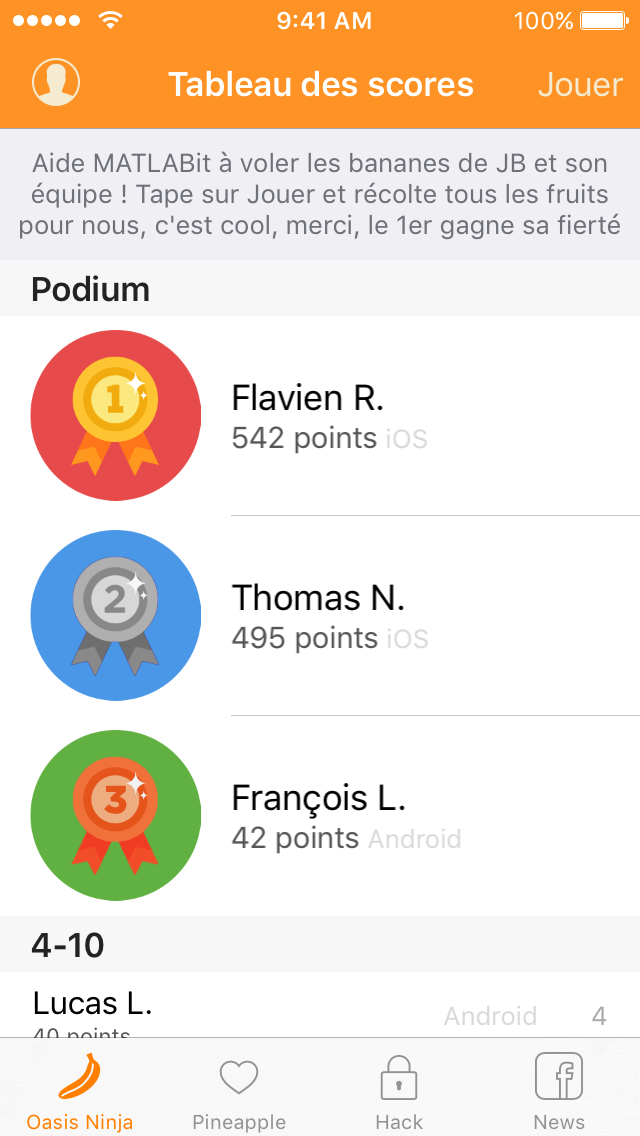 9:41 AM
100%
Tableau des scores
Jouer
Aide MATLABit à voler les bananes de JB et son
équipe ! Tape sur Jouer et récolte tous les fruits
pour nous, c'est cool, merci, le 1er gagne sa fierté
Podium
1
Flavien R.
542 points iOS
2
Thomas N.
495 points iOS
3
François L.
42 points Android
4-10
Lucas L.
Android 4
40 points
Oasis Ninja
Pineapple
Hack
News